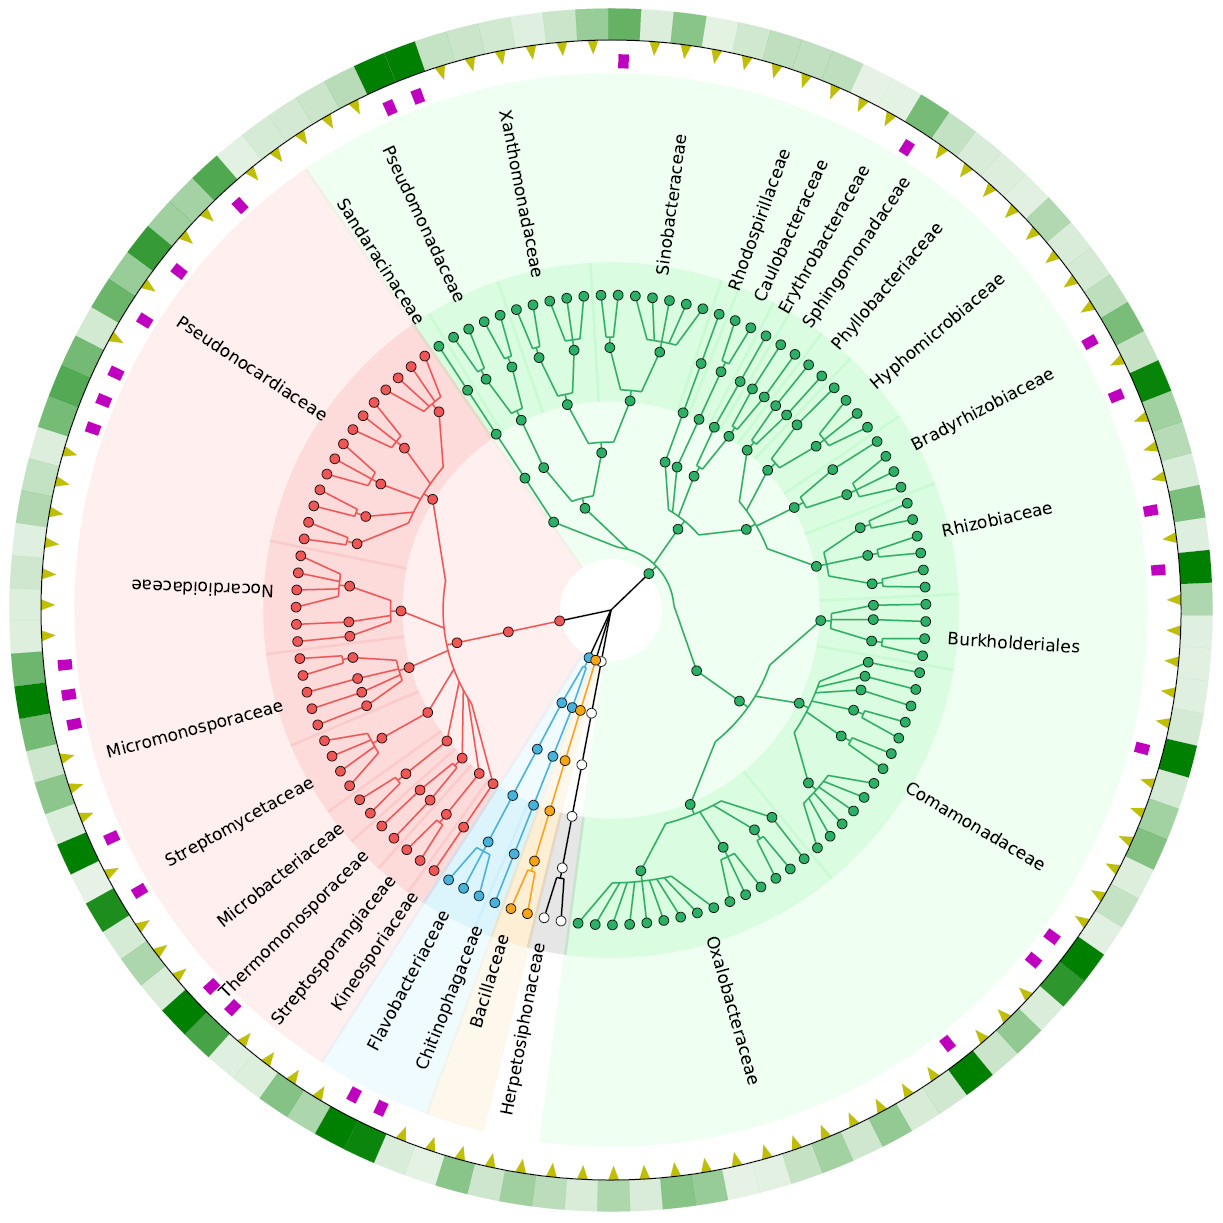 Sandaracinaceae
Pseudomonadaceae
Xanthomonadaceae
Sinobacteraceae
Rhodospirillaceae
Caulobacteraceae
Erythrobacteraceae
Sphingomonadaceae
Phyllobacteriaceae
Hyphomicrobiaceae
Bradyrhizobiaceae
Rhizobiaceae
Burkholderiales
Comamonadaceae
Oxalobacteraceae
Herpetosiphonaceae
Bacillaceae
Chitinophagaceae
Flavobacteriaceae
Kineosporiaceae
Streptosporangiaceae
Thermomonosporaceae
Microbacteriaceae
Streptomycetaceae
Micromonosporaceae
Nocardioidaceae
Pseudonocardiaceae